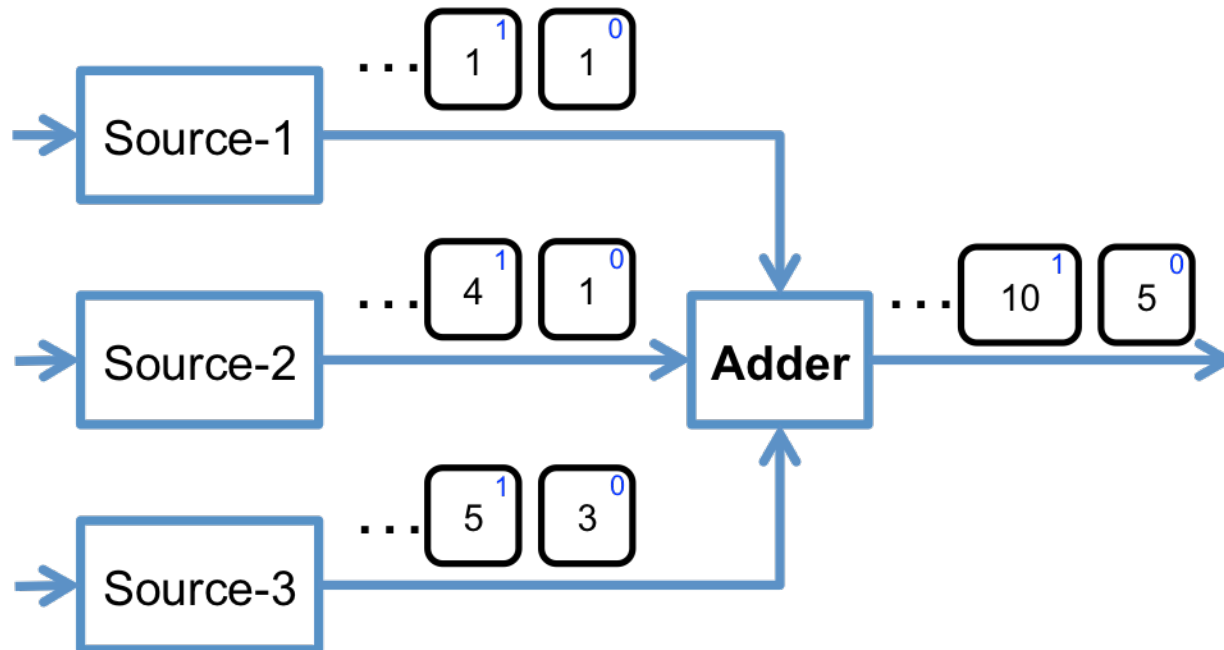 ... 1 1 1 0
Source-1
... 4 1 1 0
Source-2
Adder
... 10 1 5 0
... 5 1 3 0
Source-3